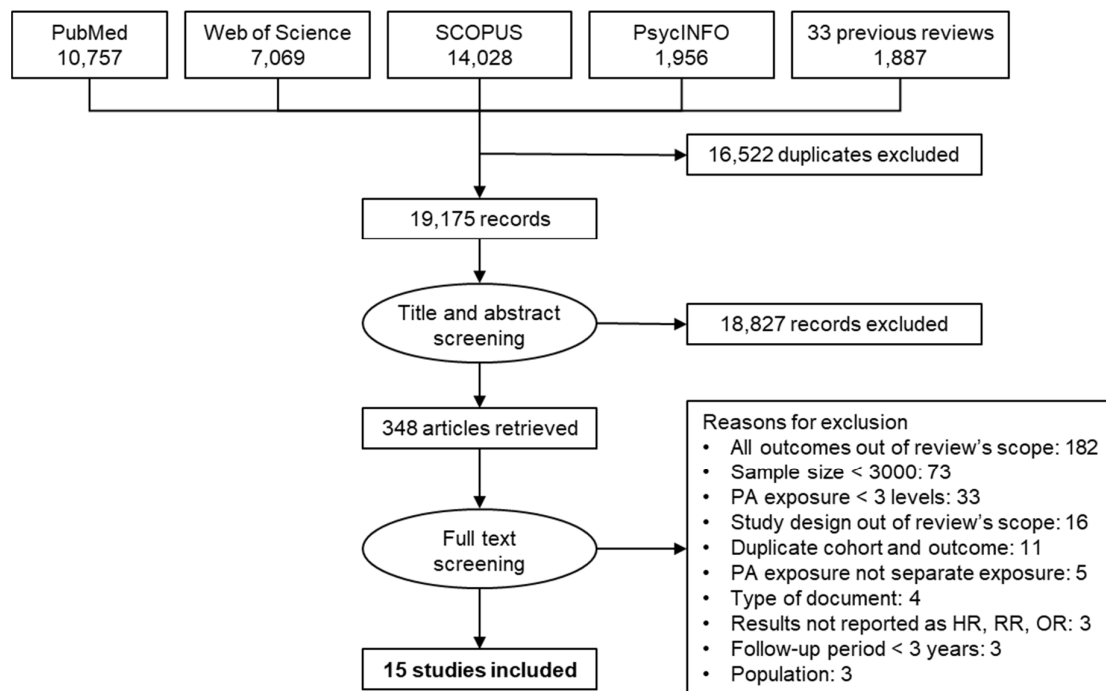 PubMed
10,757
Web of Science
7,069
SCOPUS
14,028
PsycINFO
1,956
33 previous reviews
1,887
16,522 duplicates excluded
19,175 records
Title and abstract
screening
18,827 records excluded
348 articles retrieved
Full text
screening
Reasons for exclusion
• All outcomes out of review's scope: 182
• Sample size < 3000: 73
• PA exposure < 3 levels: 33
• Study design out of review's scope: 16
• Duplicate cohort and outcome: 11
• PA exposure not separate exposure: 5
• Type of document: 4
• Results not reported as HR, RR, OR: 3
• Follow-up period < 3 years: 3
• Population: 3
15 studies included